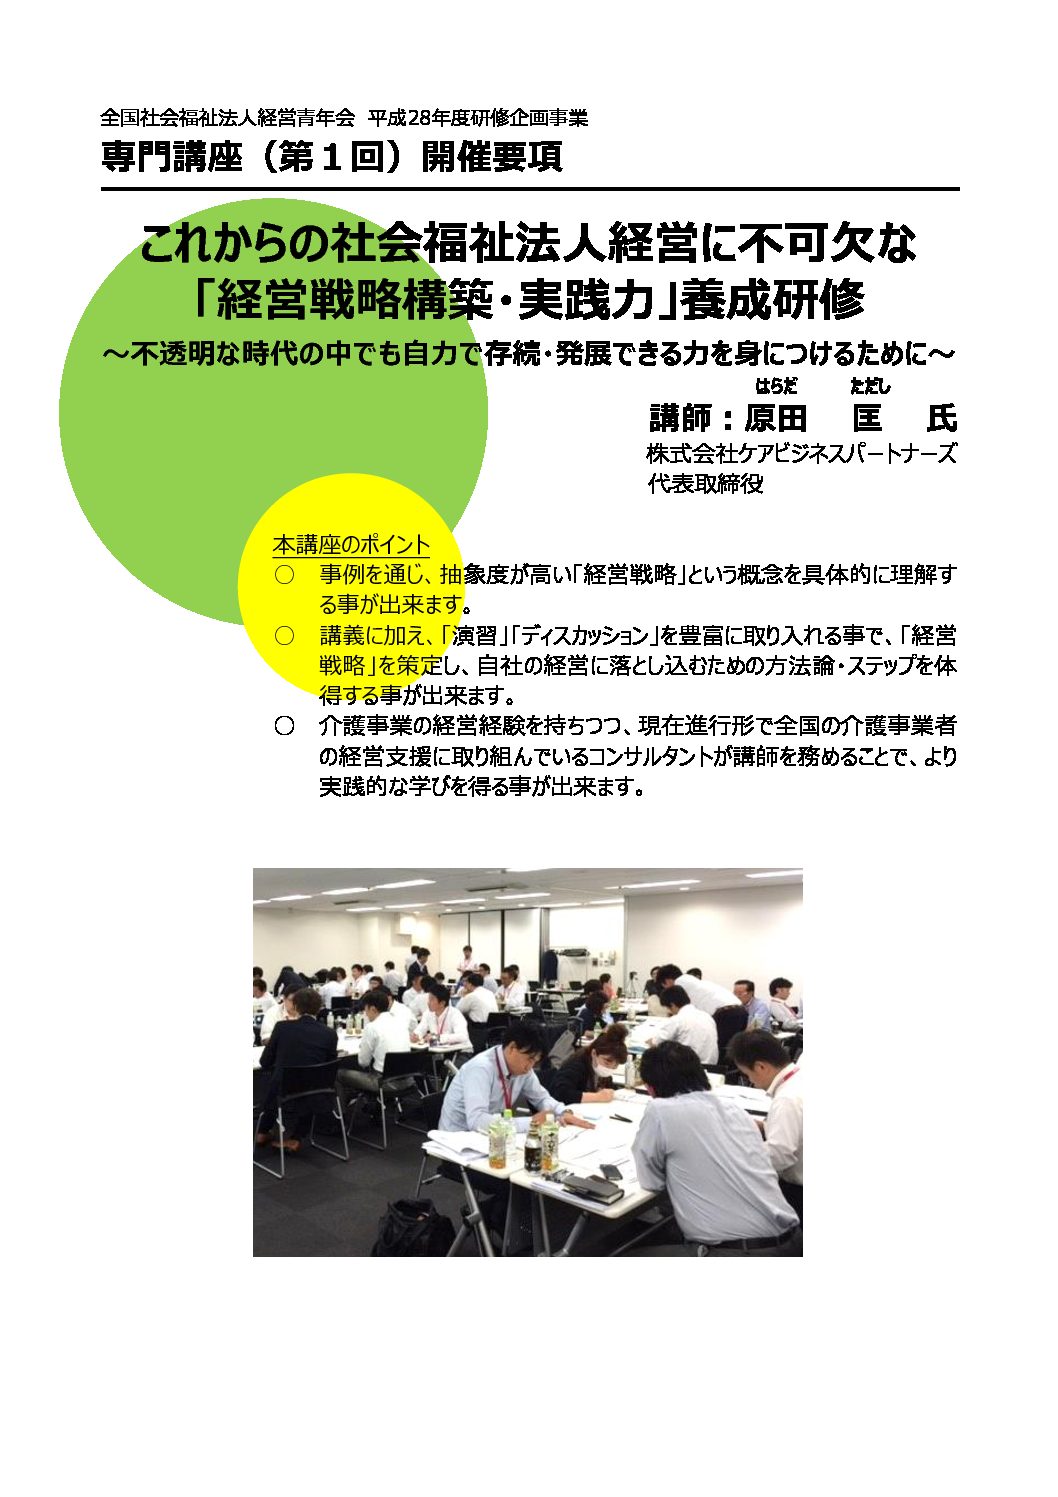 全国社会福祉法人経営青年会 平成28年度研修企画事業
専門講座（第１回）開催要項
これからの社会福祉法人経営に不可欠な
「経営戦略構築・実践力」養成研修
～不透明な時代の中でも自力で存続・発展できる力を身につけるために～
はらだ ただし
講師：原田 匡 氏
株式会社ケアビジネスパートナーズ
代表取締役
本講座のポイント
○ 事例を通じ、抽象度が高い「経営戦略」という概念を具体的に理解す
る事が出来ます。
○ 講義に加え、「演習」「ディスカッション」を豊富に取り入れる事で、「経営
戦略」を策定し、自社の経営に落とし込むための方法論・ステップを体
得する事が出来ます。
○ 介護事業の経営経験を持ちつつ、現在進行形で全国の介護事業者
の経営支援に取り組んでいるコンサルタントが講師を務めることで、より
実践的な学びを得る事が出来ます。